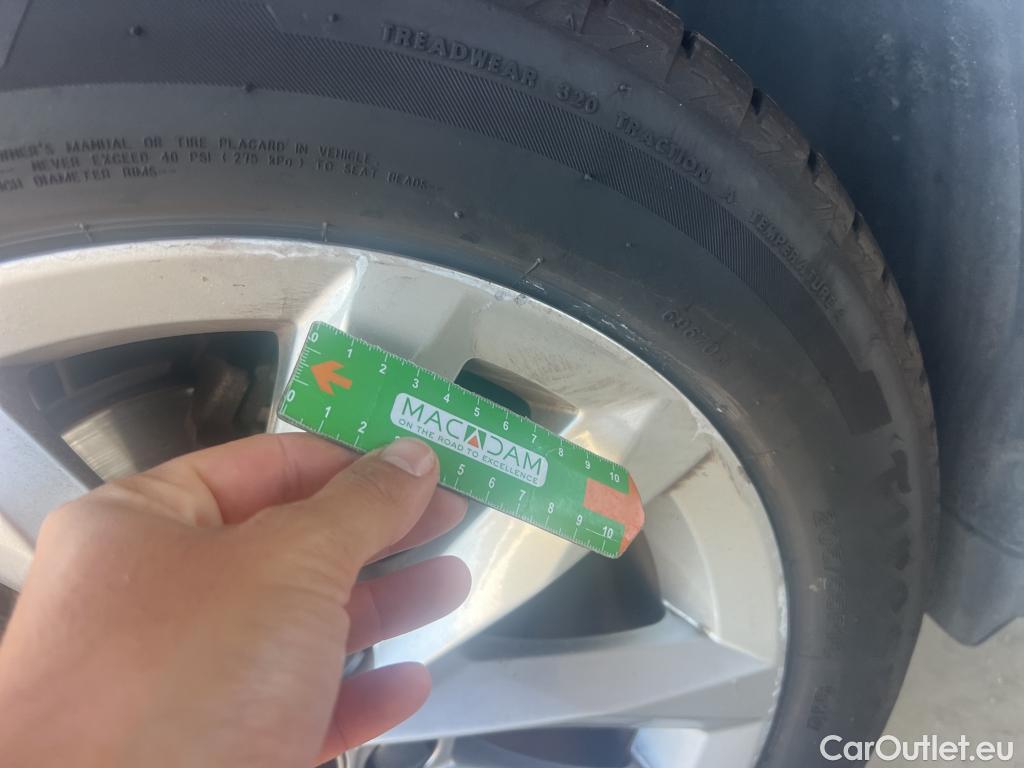 TREADWEAR 320 TRACTION A TEMPERATURE A
OWNER'S MANUAL OR TIRE PLACARD IN VEHICLE.
NEVER EXCEED 40 PSI (275 kPa) TO SEAT BEADS--
DIAMETER RIMS--
0 1 2 3 4 5 6 7 8 9 10
MACADAM
ON THE ROAD TO EXCELLENCE
0 1 2 5 6 7 8 9 10
CarOutlet.eu